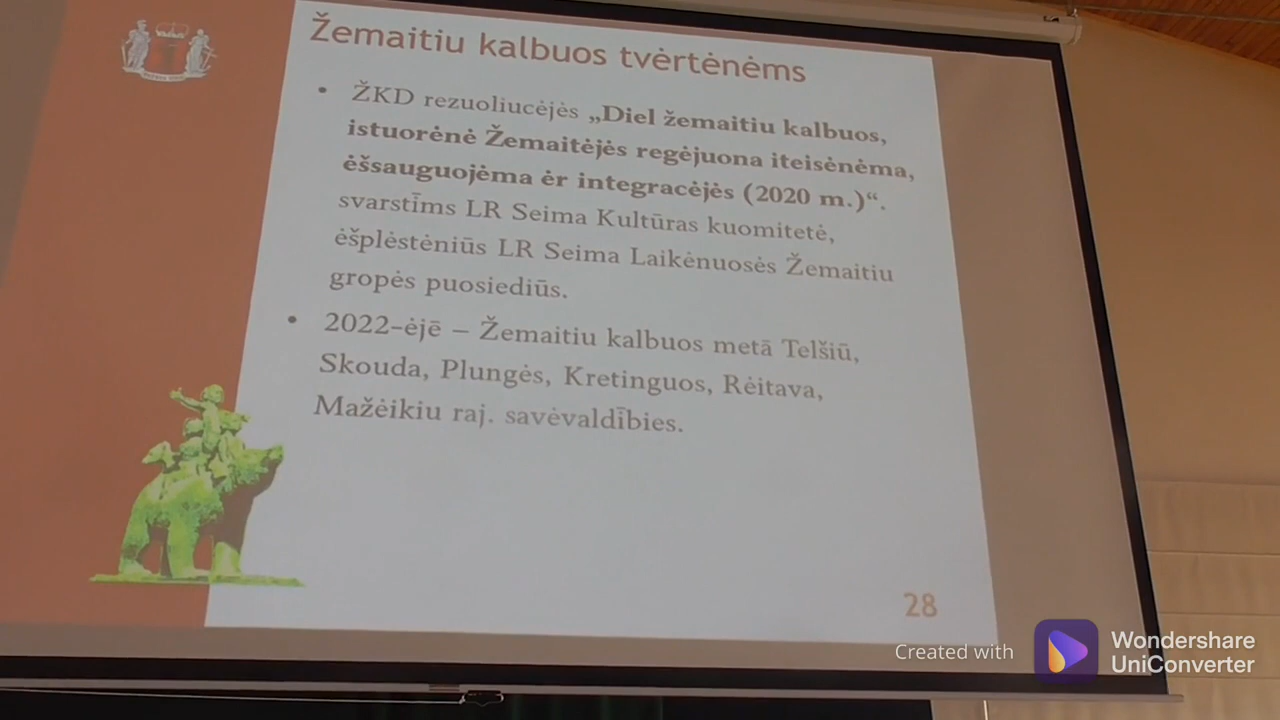 Žemaitiu kalbuos tvėrtėnėms
• ŽKD rezuoliucėjės „Diel žemaitiu kalbuos,
istuorėnė Žemaitėjės regėjuona iteisėnėma,
ėšsauguojėma ėr integracėjės (2020 m.)“.
svarstīms LR Seima Kultūras kuomitetė,
ėšplėstėniūs LR Seima Laikėnuosės Žemaitiu
gropės puosiediūs.
• 2022-ėjē – Žemaitiu kalbuos metā Telšiū,
Skouda, Plungės, Kretinguos, Rėitava,
Mažėikiu raj. savėvaldībies.
28
Created with
Wondershare
UniConverter